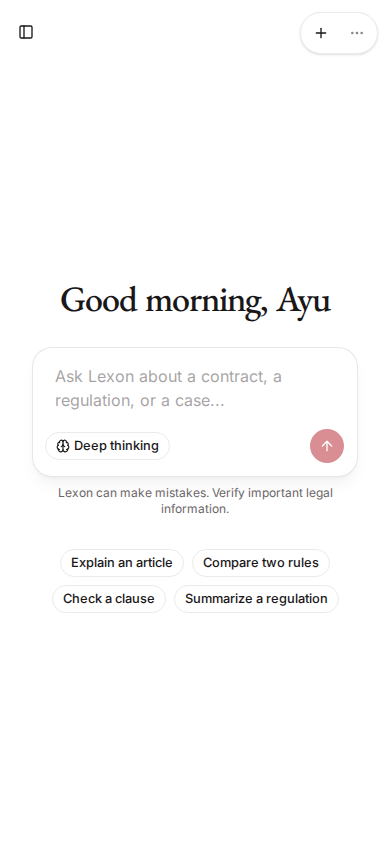 Good morning, Ayu
Ask Lexon about a contract, a
regulation, or a case...
Deep thinking
Lexon can make mistakes. Verify important legal
information.
Explain an article
Compare two rules
Check a clause
Summarize a regulation